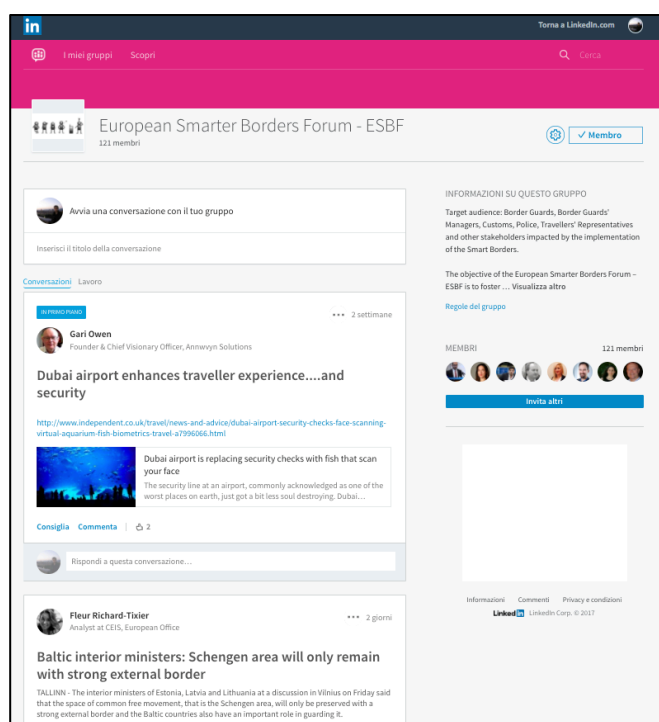 in
Torna a LinkedIn.com
I miei gruppi Scopri
Cerca
European Smarter Borders Forum - ESBF
121 membri
Membro
Avvia una conversazione con il tuo gruppo
Inserisci il titolo della conversazione
Conversazioni Lavoro
IN PRIMO PIANO
2 settimane
Gari Owen
Founder & Chief Visionary Officer, Annwvyn Solutions
Dubai airport enhances traveller experience....and
security
http://www.independent.co.uk/travel/news-and-advice/dubai-airport-security-checks-face-scanning-
virtual-aquarium-fish-biometrics-travel-a7996066.html
Dubai airport is replacing security checks with fish that scan
your face
The security line at an airport, commonly acknowledged as one of the
worst places on earth, just got a bit less soul destroying. Dubai…
Consiglia Commenta 2
Rispondi a questa conversazione…
Fleur Richard-Tixier
2 giorni
Analyst at CEIS, European Office
Baltic interior ministers: Schengen area will only remain
with strong external border
TALLINN - The interior ministers of Estonia, Latvia and Lithuania at a discussion in Vilnius on Friday said
that the space of common free movement, that is the Schengen area, will only be preserved with a
strong external border and the Baltic countries also have an important role in guarding it.
INFORMAZIONI SU QUESTO GRUPPO
Target audience: Border Guards, Border Guards'
Managers, Customs, Police, Travellers' Representatives
and other stakeholders impacted by the implementation
of the Smart Borders.
The objective of the European Smarter Borders Forum –
ESBF is to foster … Visualizza altro
Regole del gruppo
MEMBRI 121 membri
Invita altri
Informazioni Commenti Privacy e condizioni
Linked in LinkedIn Corp. © 2017